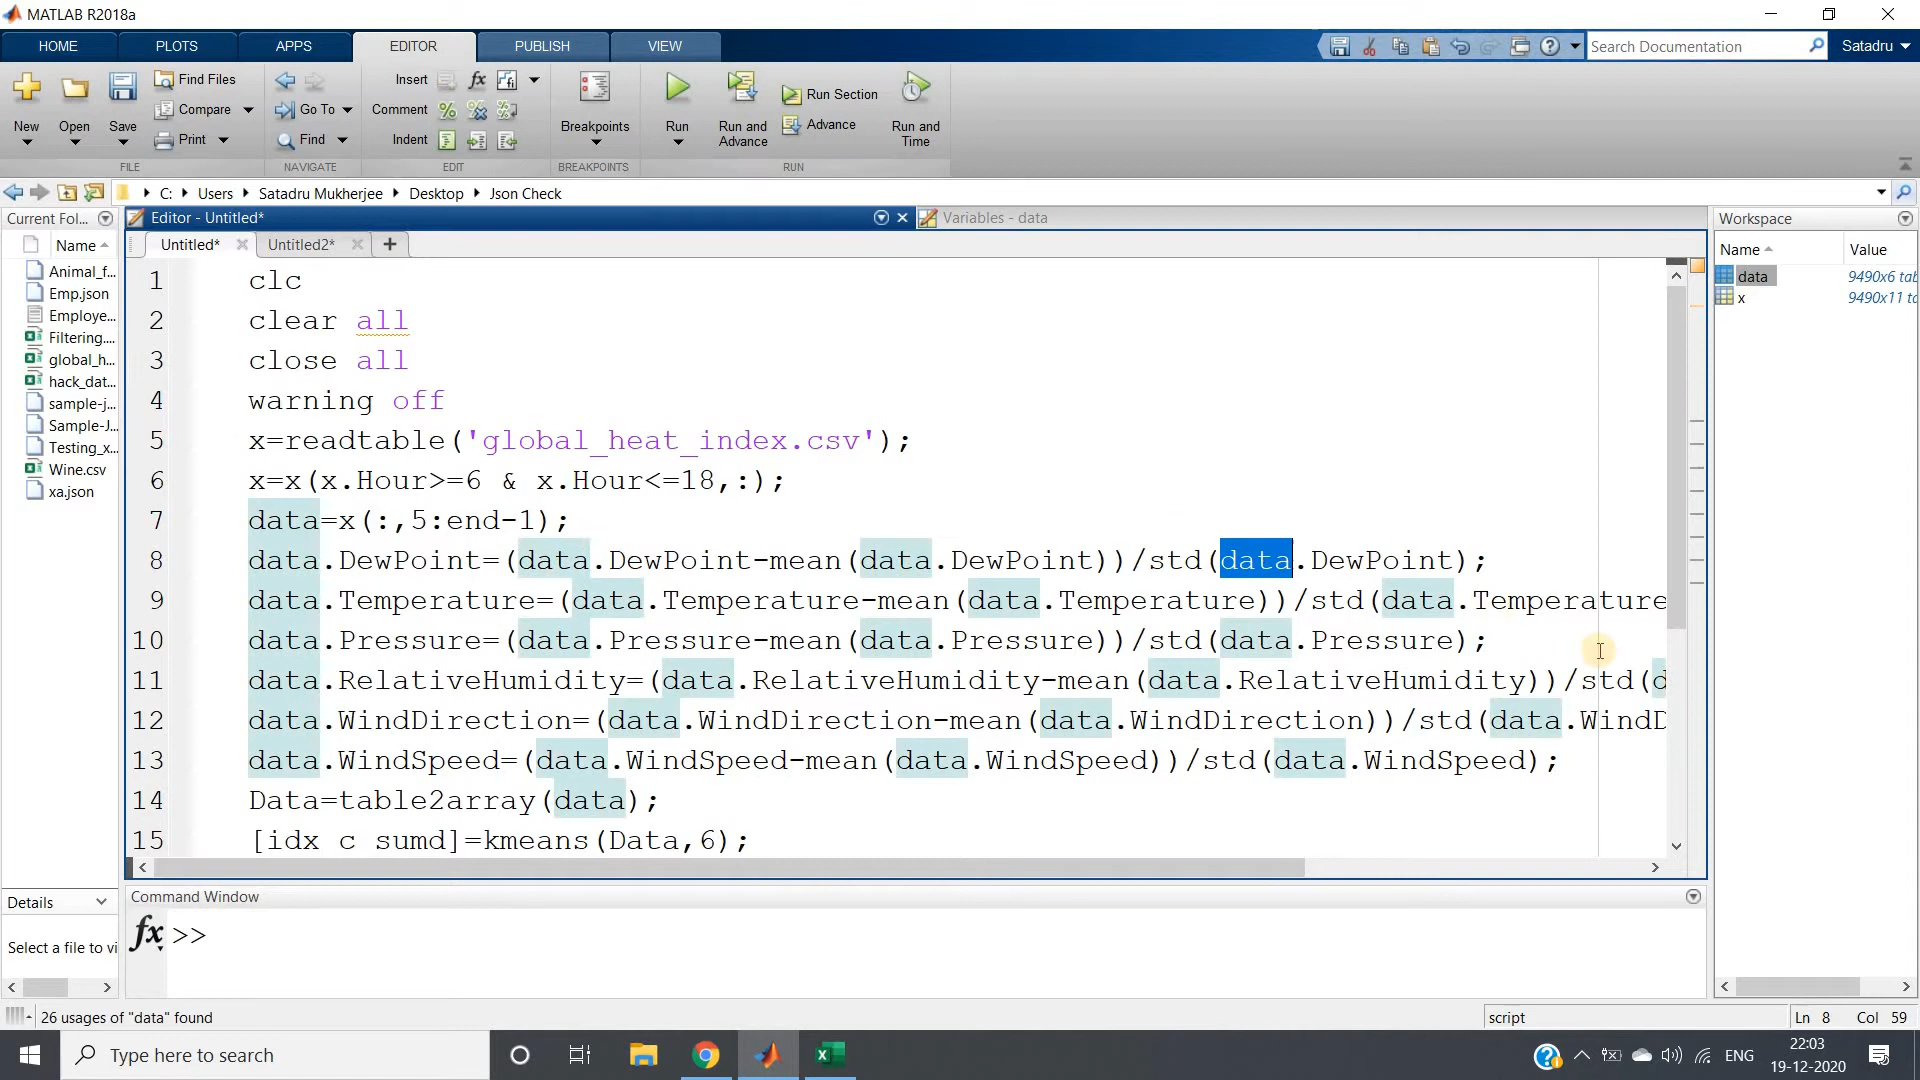 MATLAB R2018a
HOME PLOTS APPS EDITOR PUBLISH VIEW
Search Documentation
Satadru
New
Open
Save
Find Files
Compare
Print
Go To
Find
Insert
Comment
Indent
Breakpoints
Run
Run and Advance
Run Section
Advance
Run and Time
FILE NAVIGATE EDIT BREAKPOINTS RUN
C: Users Satadru Mukherjee Desktop Json Check
Current Fol...
Name
Animal_f...
Emp.json
Employe...
Filtering....
global_h...
hack_dat...
sample-j...
Sample-J...
Testing_x...
Wine.csv
xa.json
Details
Select a file to vi
Editor - Untitled*
Variables - data
Untitled* Untitled2*
1 clc
2 clear all
3 close all
4 warning off
5 x=readtable('global_heat_index.csv');
6 x=x(x.Hour>=6 & x.Hour<=18,:);
7 data=x(:,5:end-1);
8 data.DewPoint=(data.DewPoint-mean(data.DewPoint))/std(data.DewPoint);
9 data.Temperature=(data.Temperature-mean(data.Temperature))/std(data.Temperature
10 data.Pressure=(data.Pressure-mean(data.Pressure))/std(data.Pressure);
11 data.RelativeHumidity=(data.RelativeHumidity-mean(data.RelativeHumidity))/std(d
12 data.WindDirection=(data.WindDirection-mean(data.WindDirection))/std(data.WindD
13 data.WindSpeed=(data.WindSpeed-mean(data.WindSpeed))/std(data.WindSpeed);
14 Data=table2array(data);
15 [idx c sumd]=kmeans(Data,6);
Workspace
Name Value
data 9490x6 tab
x 9490x11 ta
Command Window
fx >>
26 usages of "data" found
script
Ln 8 Col 59
Type here to search
ENG
22:03
19-12-2020